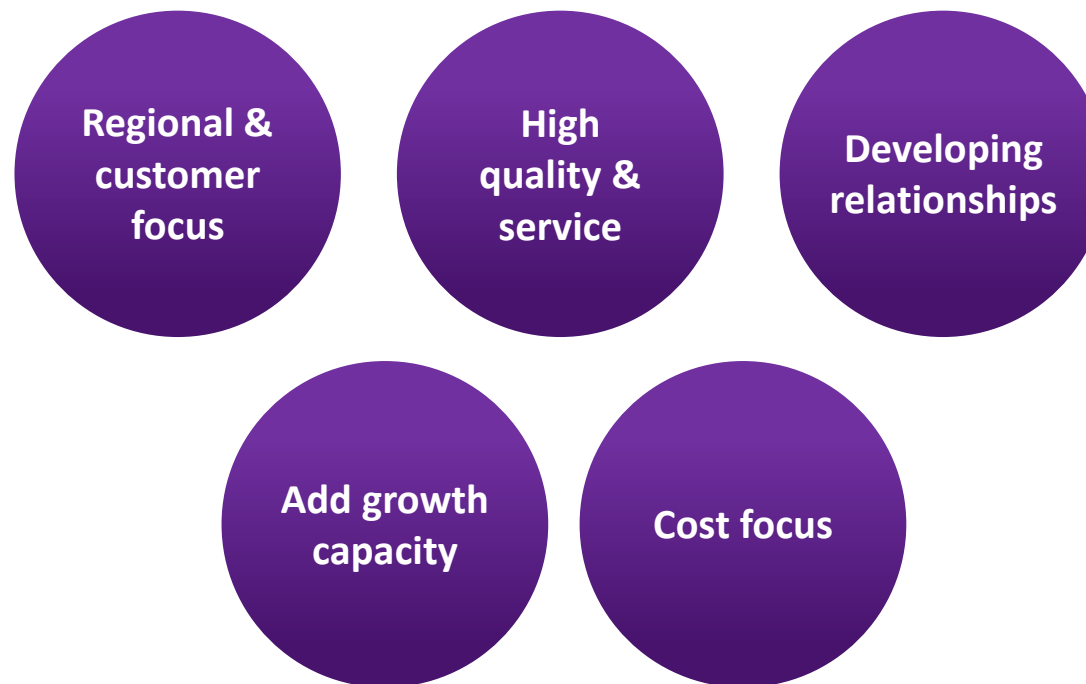 Regional &
customer
focus
High
quality &
service
Developing
relationships
Add growth
capacity
Cost focus